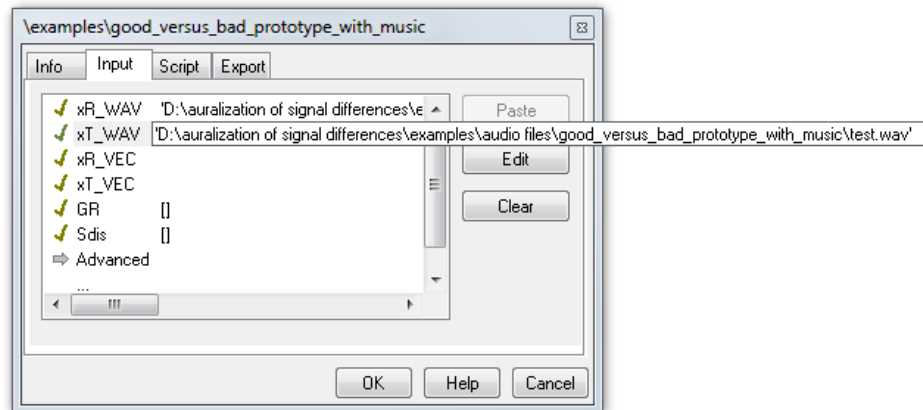 \examples\good_versus_bad_prototype_with_music
Info Input Script Export
xR_WAV 'D:\auralization of signal differences\e
Paste
xT_WAV 'D:\auralization of signal differences\examples\audio files\good_versus_bad_prototype_with_music\test.wav'
xR_VEC
Edit
xT_VEC
GR []
Clear
Sdis []
Advanced
...
OK Help Cancel